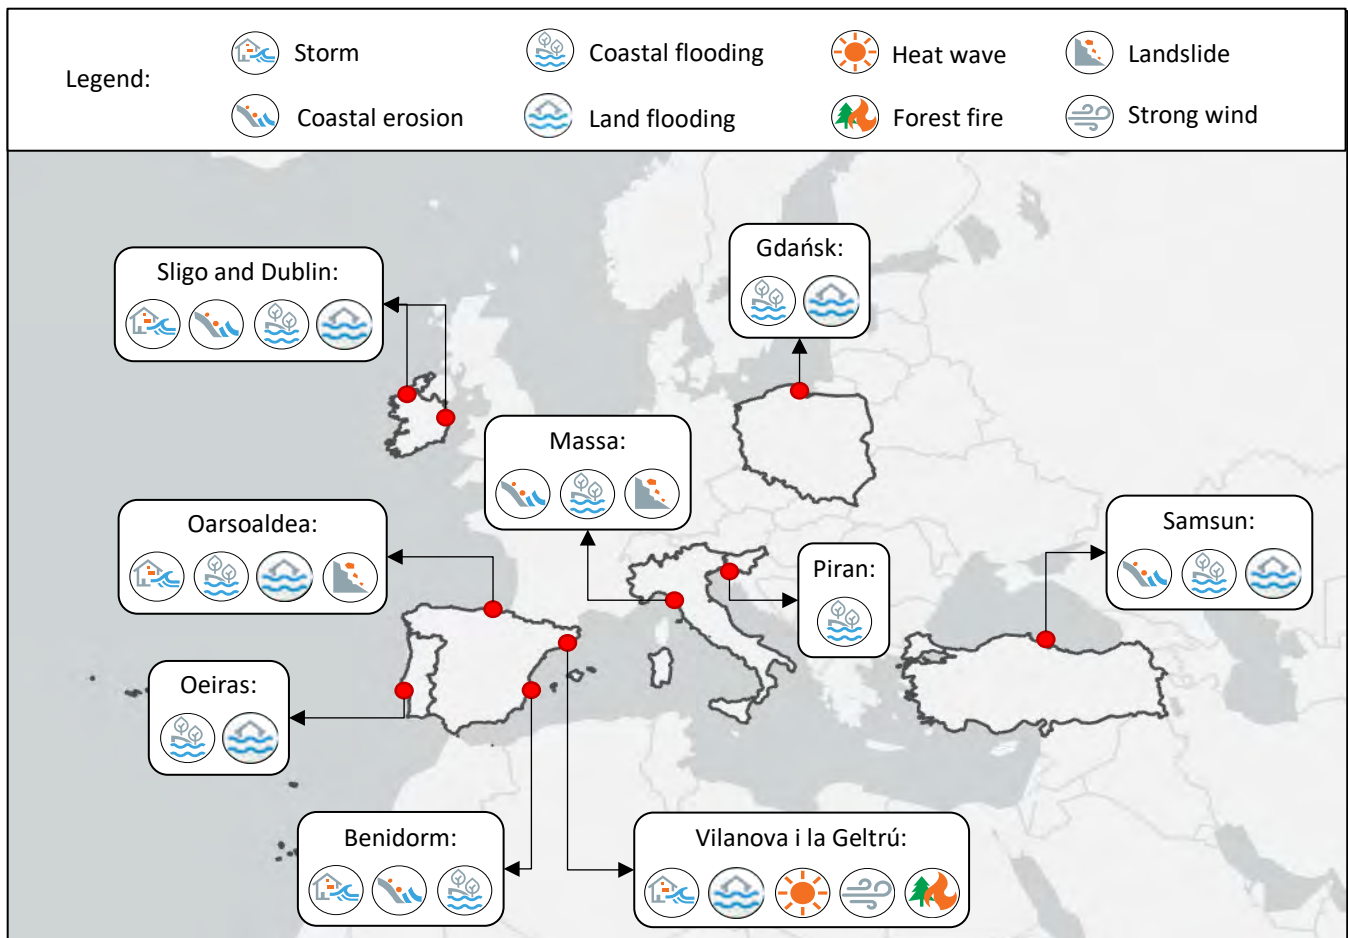 Legend:
Storm
Coastal flooding
Heat wave
Landslide
Coastal erosion
Land flooding
Forest fire
Strong wind
Sligo and Dublin:
Gdańsk:
Massa:
Oarsoaldea:
Samsun:
Piran:
Oeiras:
Benidorm:
Vilanova i la Geltrú: